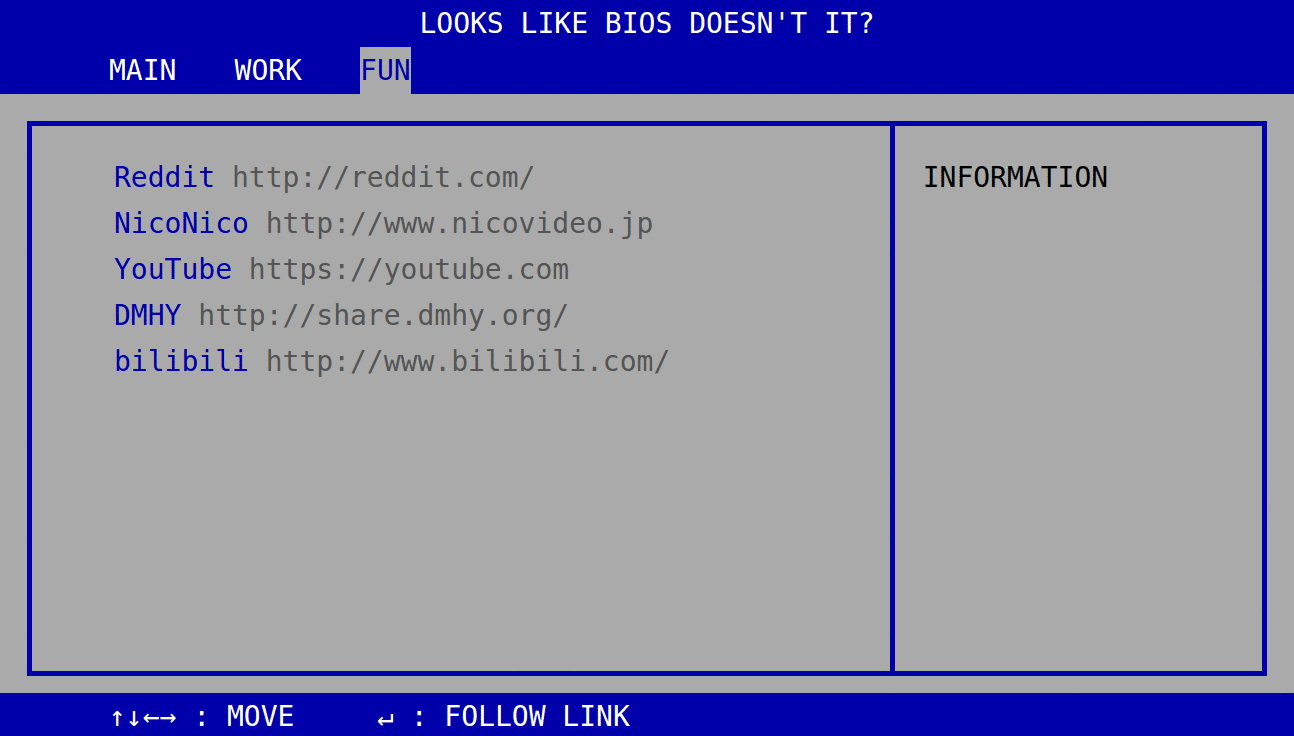 LOOKS LIKE BIOS DOESN'T IT?
MAIN WORK FUN
Reddit http://reddit.com/
NicoNico http://www.nicovideo.jp
YouTube https://youtube.com
DMHY http://share.dmhy.org/
bilibili http://www.bilibili.com/
INFORMATION
↑↓←→ : MOVE ↵ : FOLLOW LINK